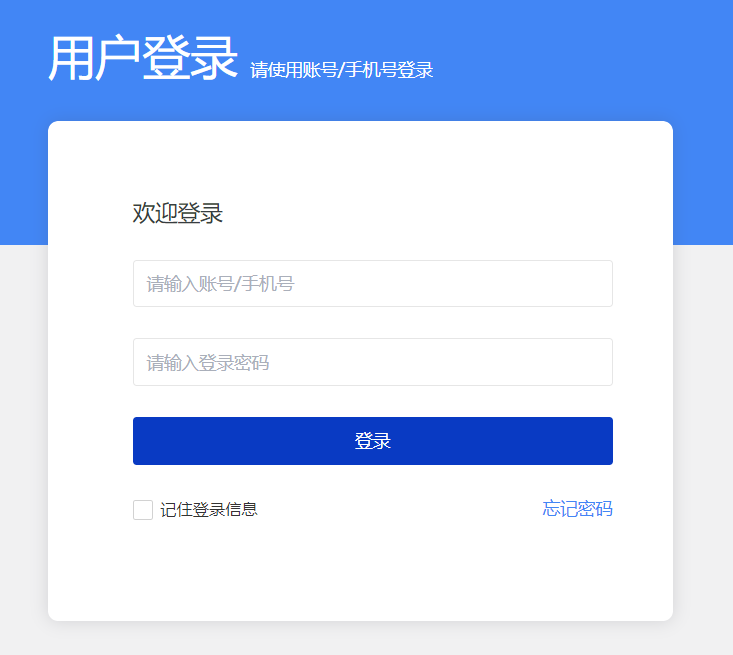 用户登录 请使用账号/手机号登录
欢迎登录
请输入账号/手机号
请输入登录密码
登录
记住登录信息 忘记密码